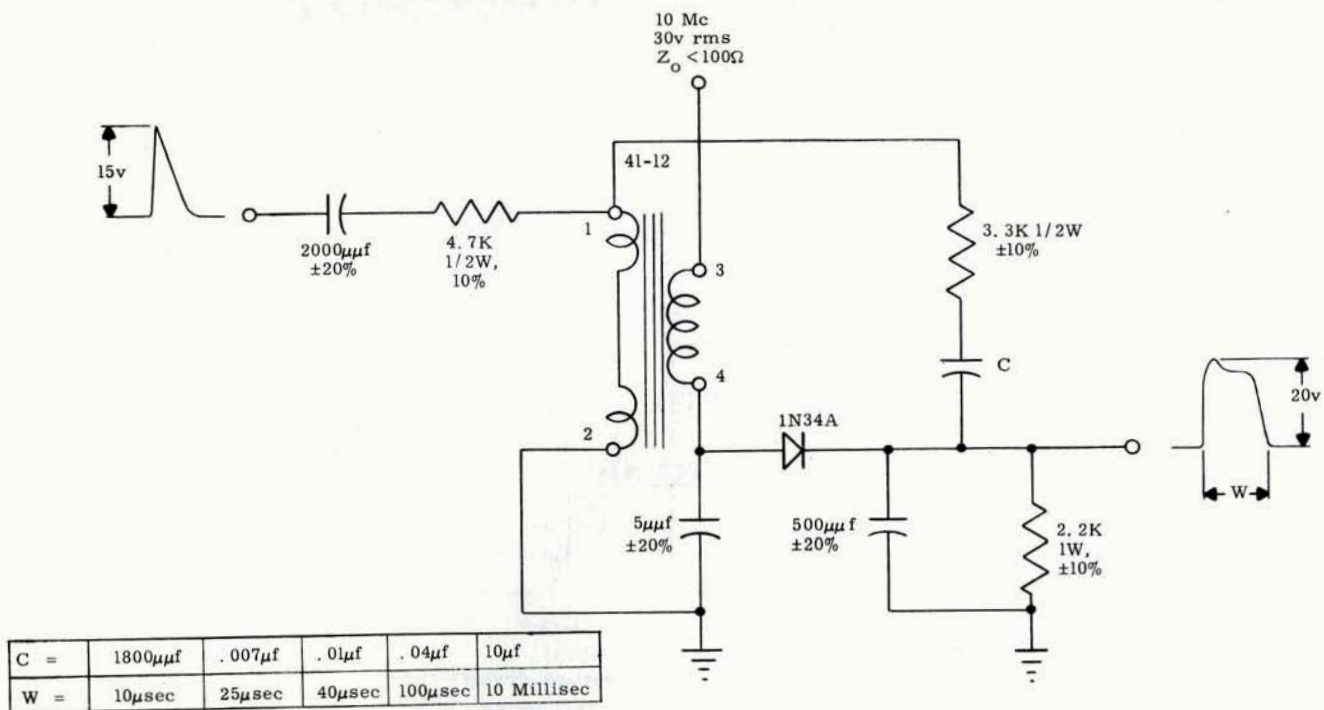 10 Mc
30v rms
Zo <100Ω
15v
41-12
1
2000μμf
±20%
4.7K
1/2W,
10%
3
3.3K 1/2W
±10%
4
C
2
1N34A
20v
W
5μμf
±20%
500μμf
±20%
2.2K
1W,
±10%
C = 1800μμf .007μf .01μf .04μf 10μf
W = 10μsec 25μsec 40μsec 100μsec 10 Millisec